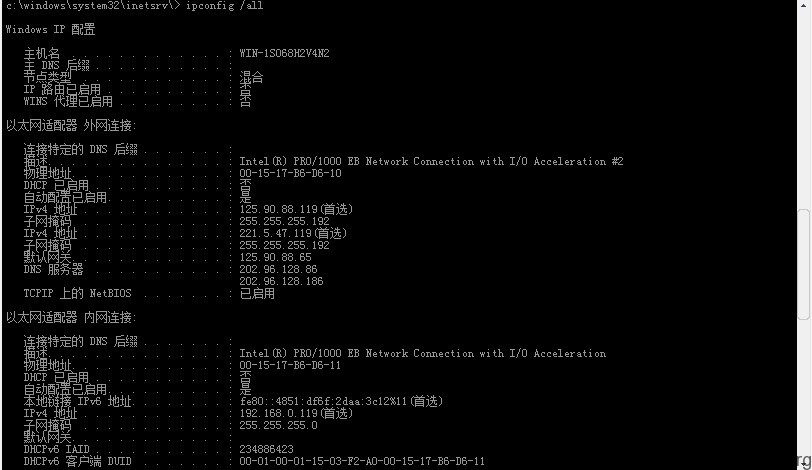 c:\windows\system32\inetsrv\> ipconfig /all
Windows IP 配置
主机名 . . . . . . . . . . . . . : WIN-1SO68H2V4N2
主 DNS 后缀 . . . . . . . . . . . :
节点类型 . . . . . . . . . . . . : 混合
IP 路由已启用 . . . . . . . . . . : 否
WINS 代理已启用 . . . . . . . . . : 否
以太网适配器 外网连接:
连接特定的 DNS 后缀 . . . . . . . :
描述. . . . . . . . . . . . . . . : Intel(R) PRO/1000 EB Network Connection with I/O Acceleration #2
物理地址. . . . . . . . . . . . . : 00-15-17-B6-D6-10
DHCP 已启用 . . . . . . . . . . . : 否
自动配置已启用. . . . . . . . . . : 是
IPv4 地址 . . . . . . . . . . . . : 125.90.88.119(首选)
子网掩码 . . . . . . . . . . . . : 255.255.255.192
IPv4 地址 . . . . . . . . . . . . : 221.5.47.119(首选)
子网掩码 . . . . . . . . . . . . : 255.255.255.192
默认网关. . . . . . . . . . . . . : 125.90.88.65
DNS 服务器 . . . . . . . . . . . : 202.96.128.86
202.96.128.186
TCPIP 上的 NetBIOS . . . . . . . : 已启用
以太网适配器 内网连接:
连接特定的 DNS 后缀 . . . . . . . :
描述. . . . . . . . . . . . . . . : Intel(R) PRO/1000 EB Network Connection with I/O Acceleration
物理地址. . . . . . . . . . . . . : 00-15-17-B6-D6-11
DHCP 已启用 . . . . . . . . . . . : 否
自动配置已启用. . . . . . . . . . : 是
本地链接 IPv6 地址. . . . . . . . : fe80::4851:df6f:2daa:3c12%11(首选)
IPv4 地址 . . . . . . . . . . . . : 192.168.0.119(首选)
子网掩码 . . . . . . . . . . . . : 255.255.255.0
默认网关. . . . . . . . . . . . . :
DHCPv6 IAID . . . . . . . . . . . : 234886423
DHCPv6 客户端 DUID . . . . . . . : 00-01-00-01-15-03-F2-A0-00-15-17-B6-D6-11